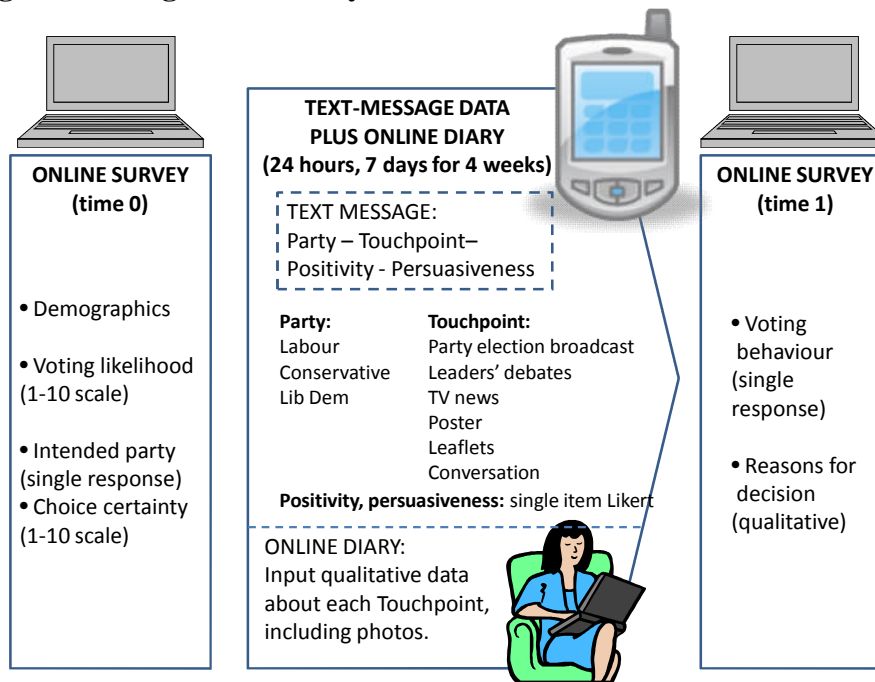 ONLINE SURVEY
(time 0)
• Demographics
• Voting likelihood
(1-10 scale)
• Intended party
(single response)
• Choice certainty
(1-10 scale)
TEXT-MESSAGE DATA
PLUS ONLINE DIARY
(24 hours, 7 days for 4 weeks)
TEXT MESSAGE:
Party – Touchpoint–
Positivity - Persuasiveness
Party:
Labour
Conservative
Lib Dem
Touchpoint:
Party election broadcast
Leaders’ debates
TV news
Poster
Leaflets
Conversation
Positivity, persuasiveness: single item Likert
ONLINE DIARY:
Input qualitative data
about each Touchpoint,
including photos.
ONLINE SURVEY
(time 1)
• Voting
behaviour
(single
response)
• Reasons for
decision
(qualitative)